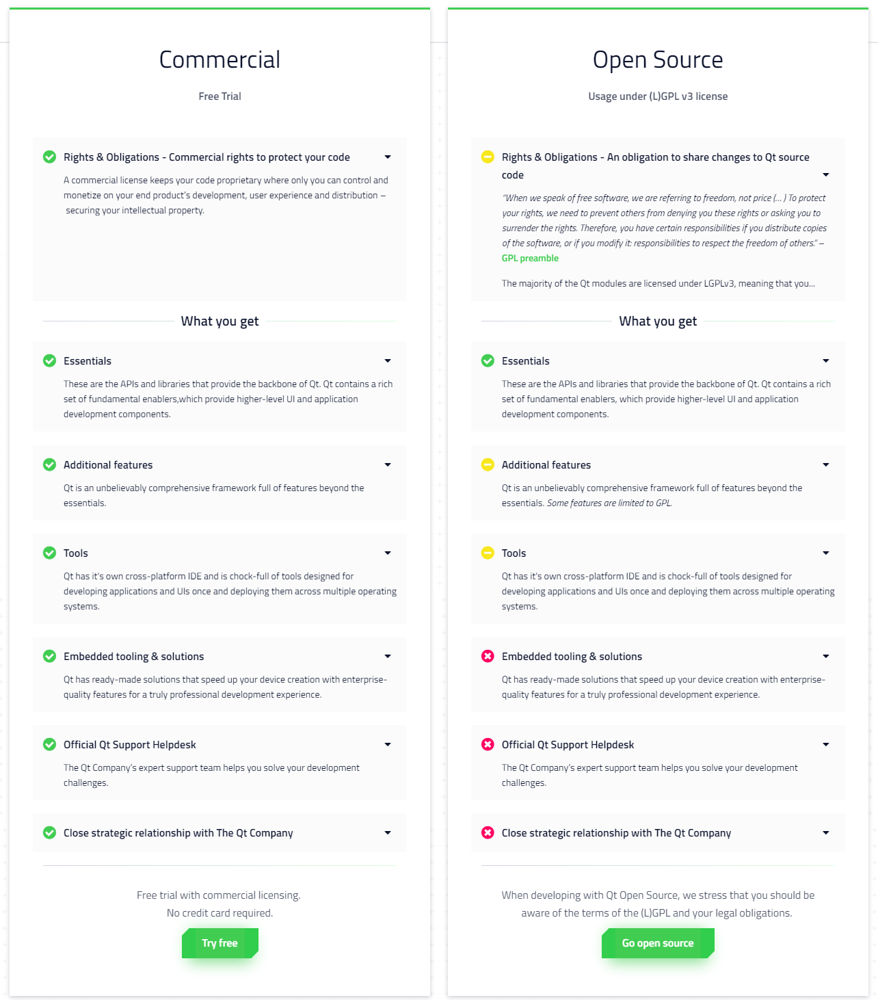 Commercial
Free Trial
Rights & Obligations - Commercial rights to protect your code
A commercial license keeps your code proprietary where only you can control and
monetize on your end product’s development, user experience and distribution –
securing your intellectual property.
What you get
Essentials
These are the APIs and libraries that provide the backbone of Qt. Qt contains a rich
set of fundamental enablers,which provide higher-level UI and application
development components.
Additional features
Qt is an unbelievably comprehensive framework full of features beyond the
essentials.
Tools
Qt has it's own cross-platform IDE and is chock-full of tools designed for
developing applications and UIs once and deploying them across multiple operating
systems.
Embedded tooling & solutions
Qt has ready-made solutions that speed up your device creation with enterprise-
quality features for a truly professional development experience.
Official Qt Support Helpdesk
The Qt Company’s expert support team helps you solve your development
challenges.
Close strategic relationship with The Qt Company
Free trial with commercial licensing.
No credit card required.
Try free
Open Source
Usage under (L)GPL v3 license
Rights & Obligations - An obligation to share changes to Qt source
code
“When we speak of free software, we are referring to freedom, not price (… ) To protect
your rights, we need to prevent others from denying you these rights or asking you to
surrender the rights. Therefore, you have certain responsibilities if you distribute copies
of the software, or if you modify it: responsibilities to respect the freedom of others.” –
GPL preamble
The majority of the Qt modules are licensed under LGPLv3, meaning that you...
What you get
Essentials
These are the APIs and libraries that provide the backbone of Qt. Qt contains a rich
set of fundamental enablers, which provide higher-level UI and application
development components.
Additional features
Qt is an unbelievably comprehensive framework full of features beyond the
essentials. Some features are limited to GPL.
Tools
Qt has it's own cross-platform IDE and is chock-full of tools designed for
developing applications and UIs once and deploying them across multiple operating
systems.
Embedded tooling & solutions
Qt has ready-made solutions that speed up your device creation with enterprise-
quality features for a truly professional development experience.
Official Qt Support Helpdesk
The Qt Company’s expert support team helps you solve your development
challenges.
Close strategic relationship with The Qt Company
When developing with Qt Open Source, we stress that you should be
aware of the terms of the (L)GPL and your legal obligations.
Go open source